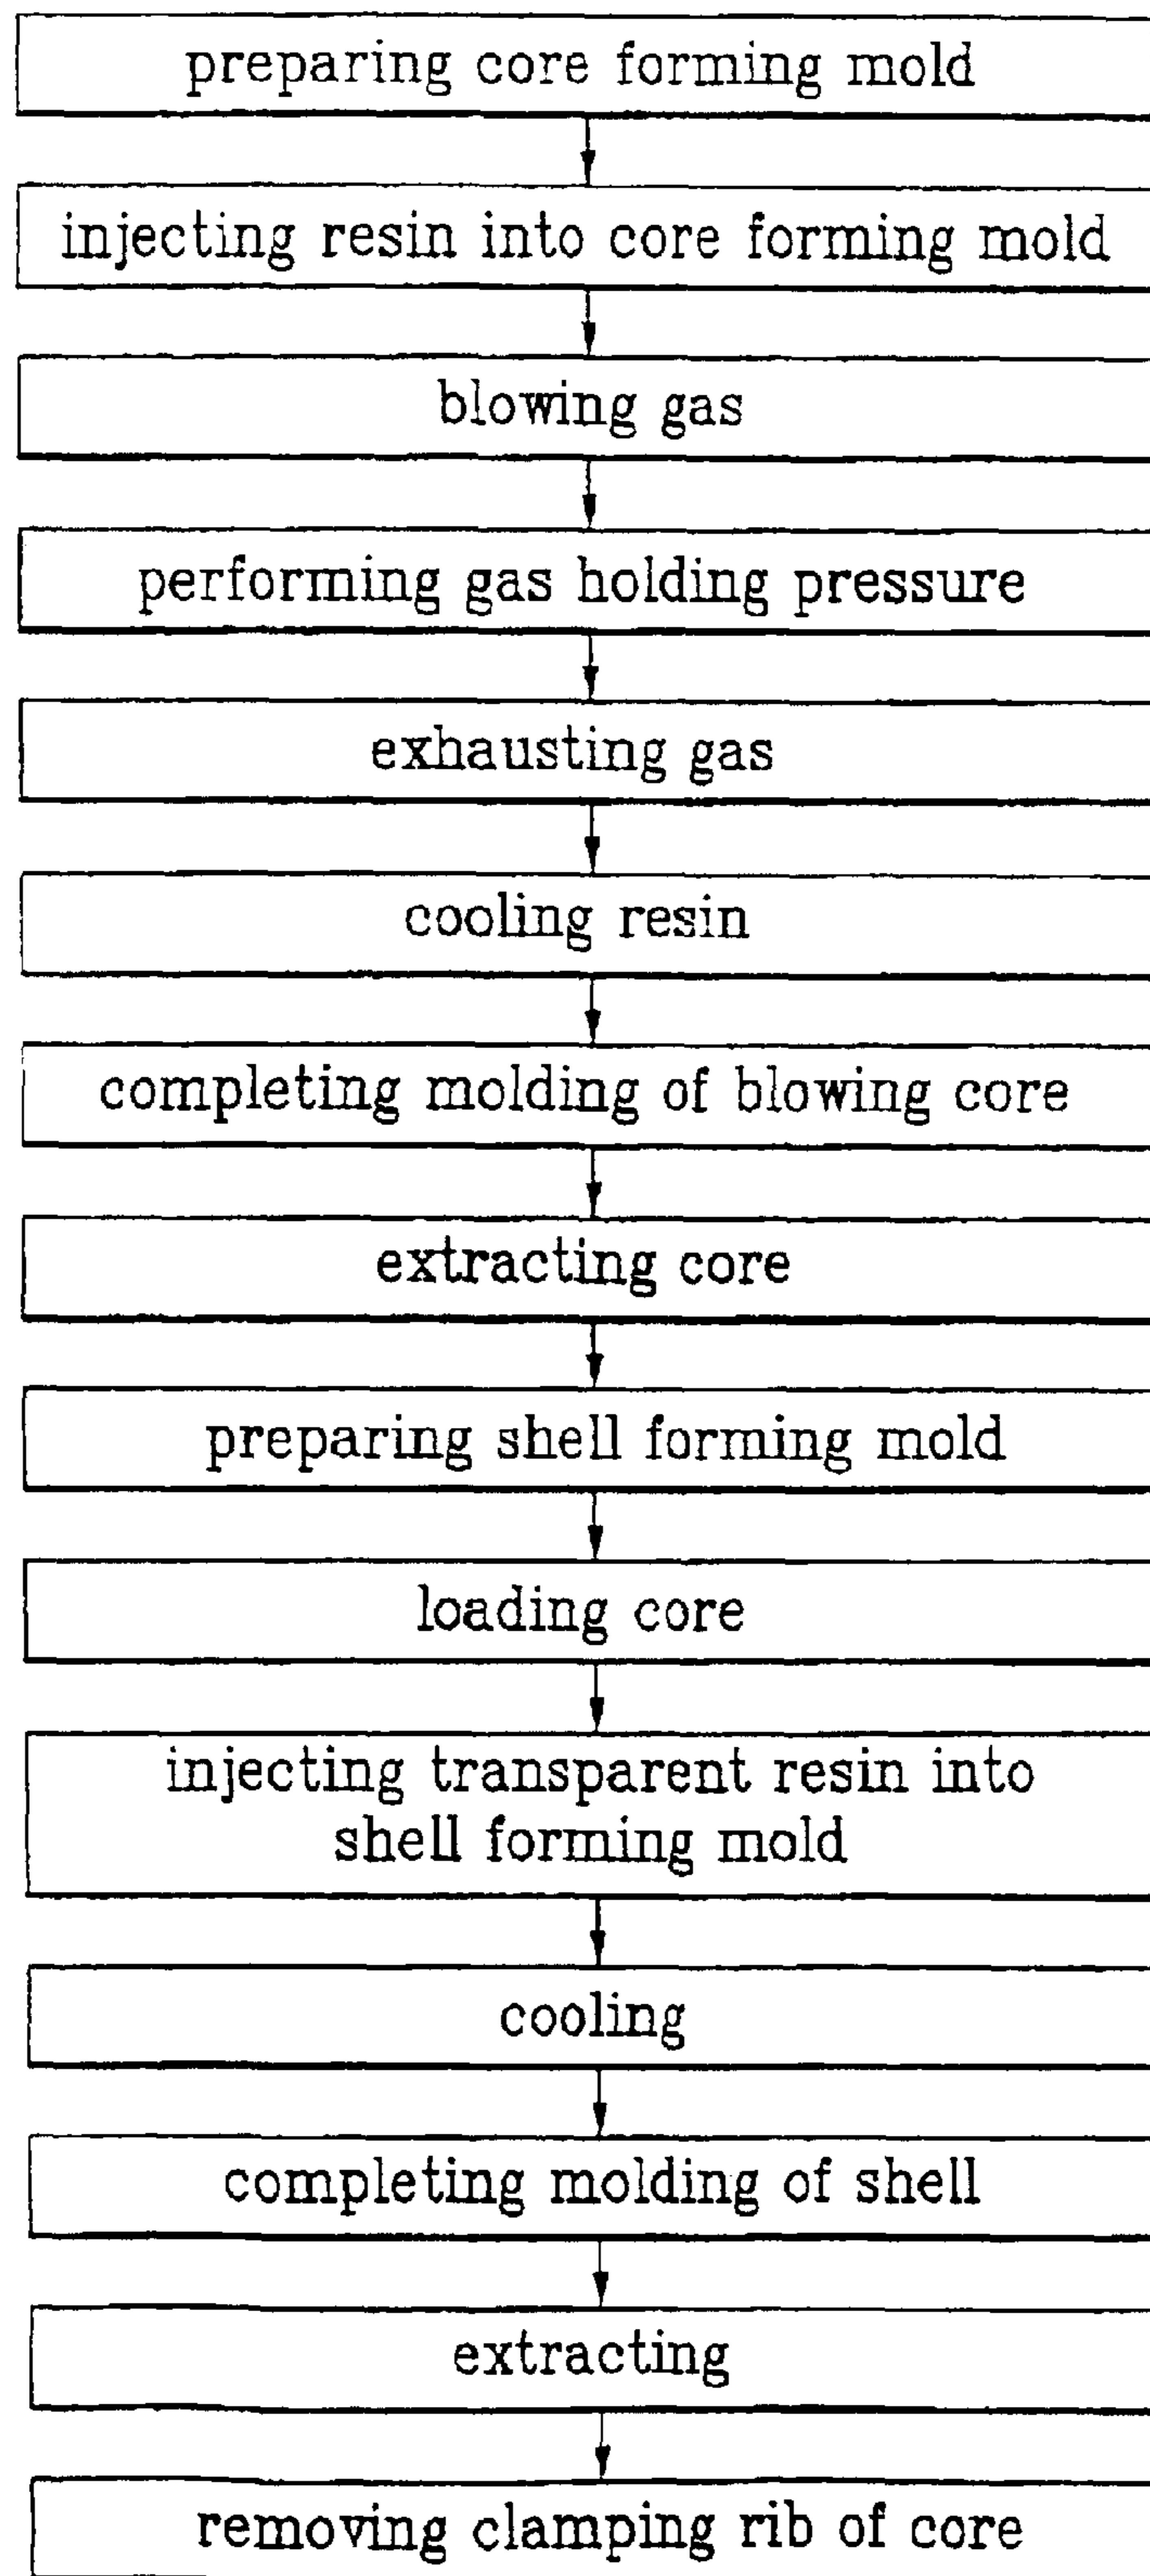 preparing core forming mold
injecting resin into core forming mold
blowing gas
performing gas holding pressure
exhausting gas
cooling resin
completing molding of blowing core
extracting core
preparing shell forming mold
loading core
injecting transparent resin into
shell forming mold
cooling
completing molding of shell
extracting
removing clamping rib of core